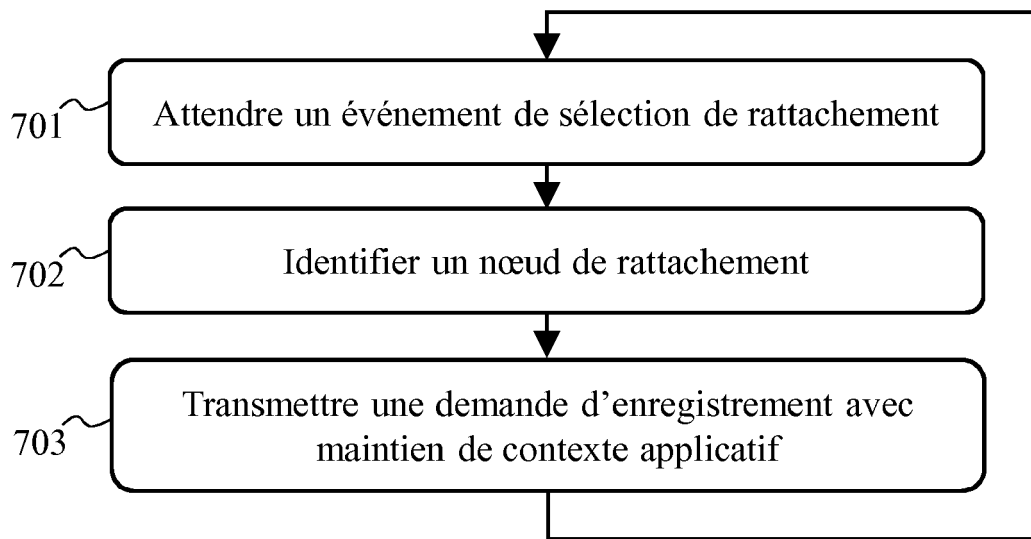 701
Attendre un événement de sélection de rattachement
702
Identifier un nœud de rattachement
703
Transmettre une demande d’enregistrement avec
maintien de contexte applicatif